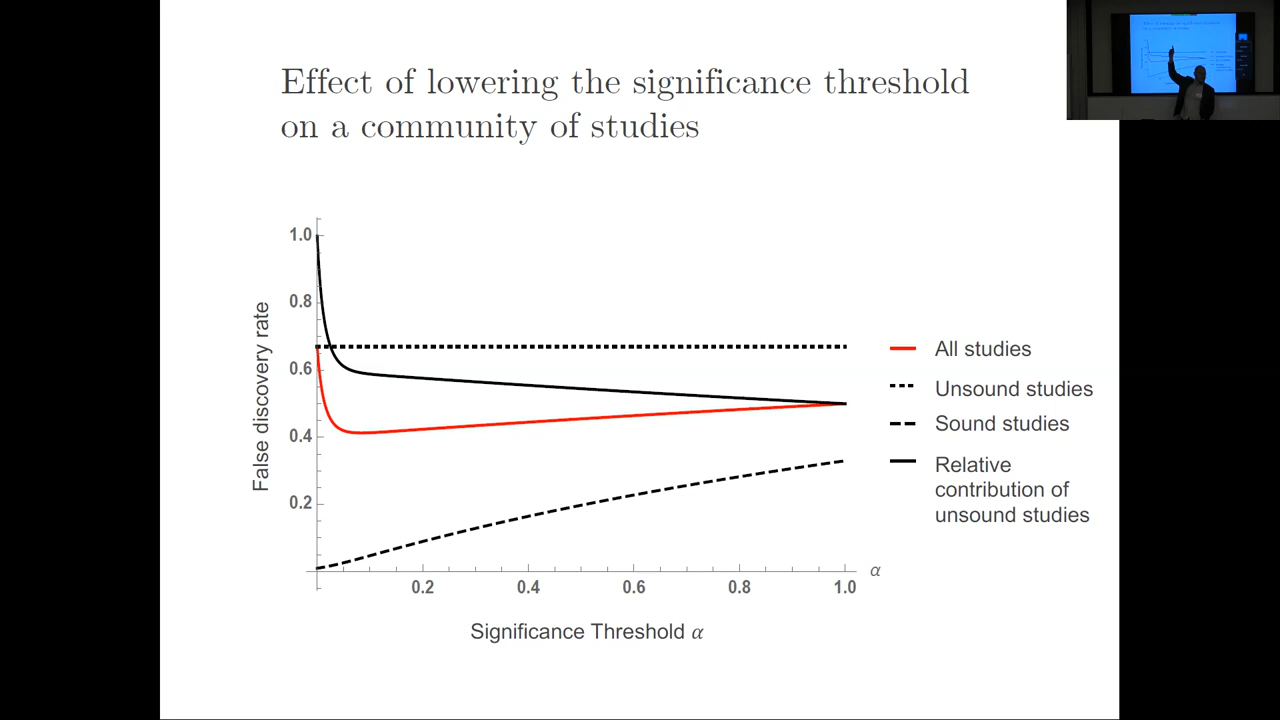 Effect of lowering the significance threshold
on a community of studies
False discovery rate
1.0
0.8
0.6
0.4
0.2
0.2
0.4
0.6
0.8
1.0
α
Significance Threshold α
All studies
Unsound studies
Sound studies
Relative
contribution of
unsound studies